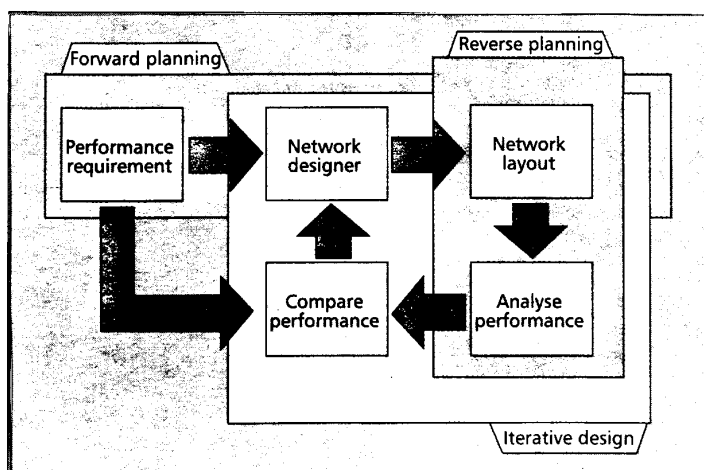 Forward planning
Reverse planning
Performance
requirement
Network
designer
Network
layout
Compare
performance
Analyse
performance
Iterative design